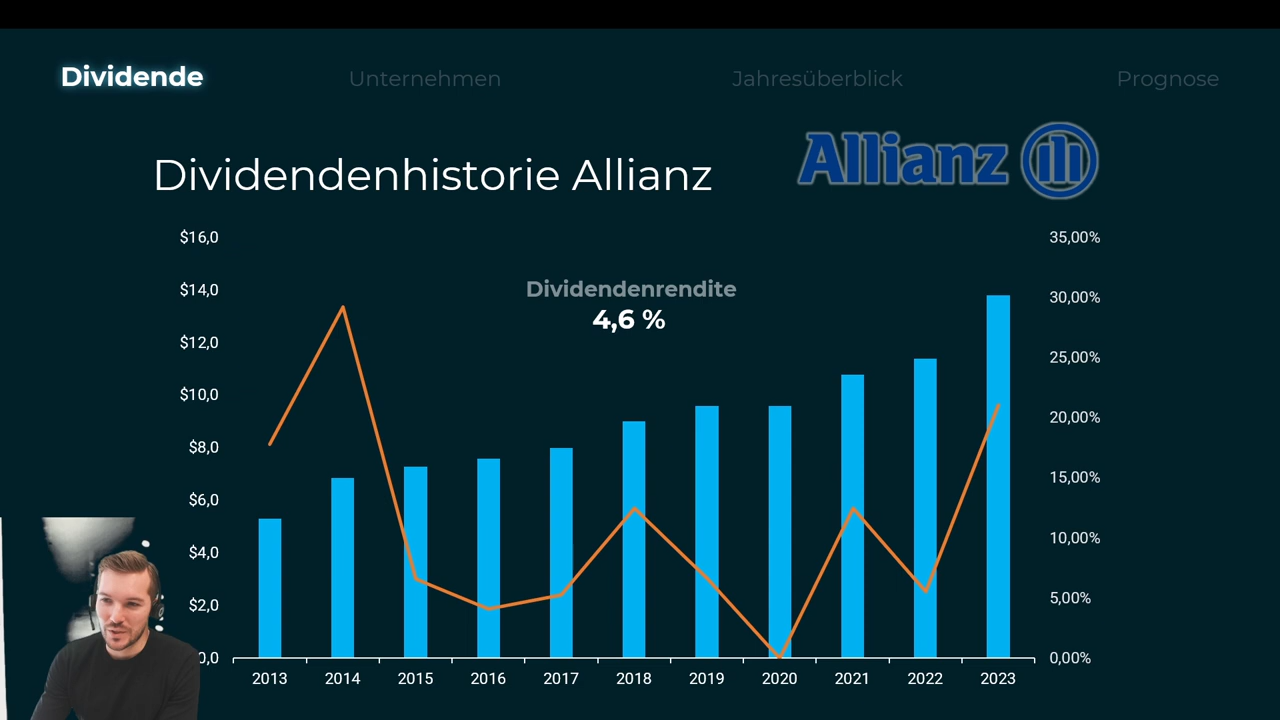 Dividende
Unternehmen
Jahresüberblick
Prognose
Dividendenhistorie Allianz
Allianz
$16,0
$14,0
$12,0
$10,0
$8,0
$6,0
$4,0
$2,0
0,0
Dividendenrendite
4,6 %
35,00%
30,00%
25,00%
20,00%
15,00%
10,00%
5,00%
0,00%
2013 2014 2015 2016 2017 2018 2019 2020 2021 2022 2023